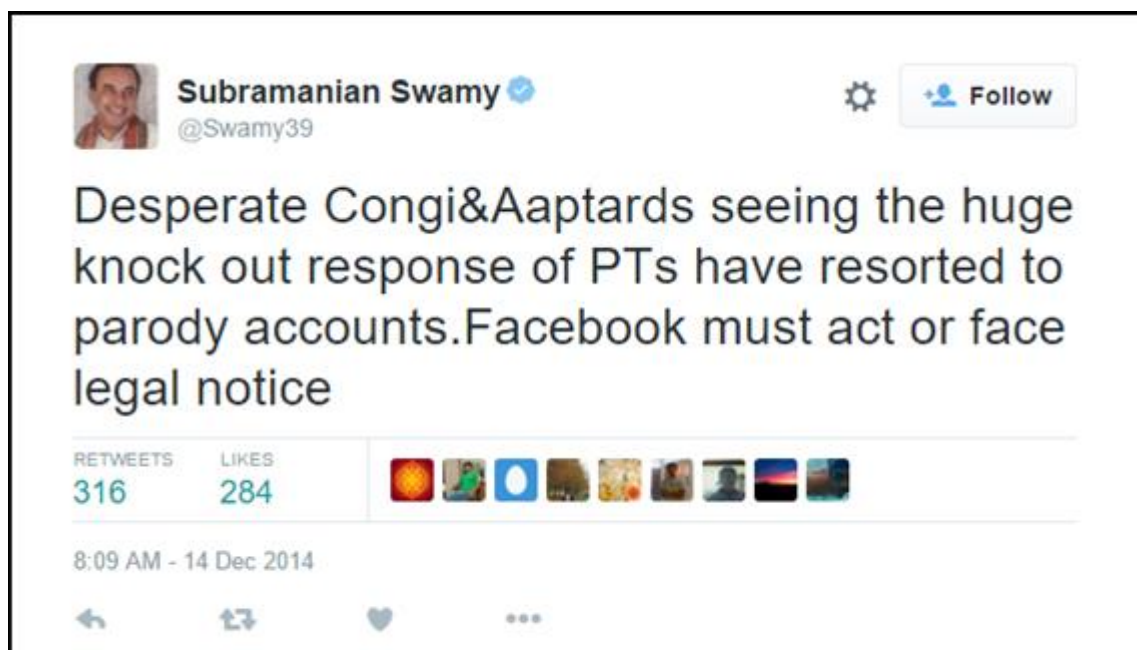 Subramanian Swamy
@Swamy39
Follow
Desperate Congi&Aaptards seeing the huge
knock out response of PTs have resorted to
parody accounts.Facebook must act or face
legal notice
RETWEETS LIKES
316 284
8:09 AM - 14 Dec 2014